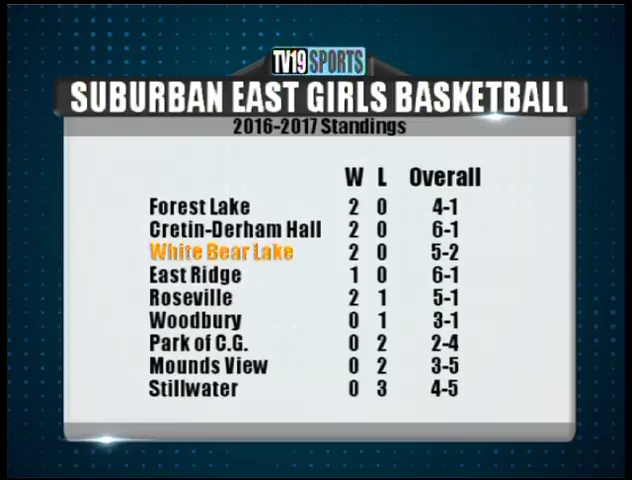 TV19 SPORTS
SUBURBAN EAST GIRLS BASKETBALL
2016-2017 Standings
W L Overall
Forest Lake 2 0 4-1
Cretin-Derham Hall 2 0 6-1
White Bear Lake 2 0 5-2
East Ridge 1 0 6-1
Roseville 2 1 5-1
Woodbury 0 1 3-1
Park of C.G. 0 2 2-4
Mounds View 0 2 3-5
Stillwater 0 3 4-5